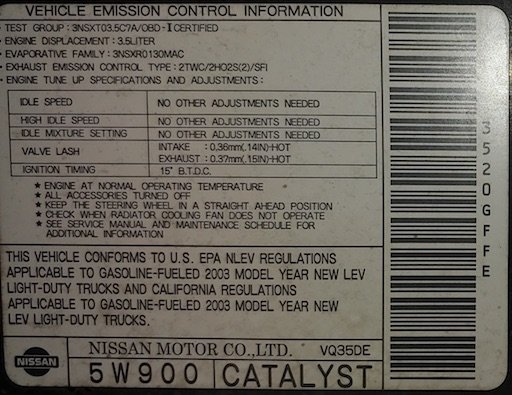 VEHICLE EMISSION CONTROL INFORMATION
• TEST GROUP : 3NSXT03.5C7A/OBD-Ⅱ CERTIFIED
• ENGINE DISPLACEMENT : 3.5LITER
• EVAPORATIVE FAMILY : 3NSXR0130MAC
• EXHAUST EMISSION CONTROL TYPE : 2TWC/2HO2S(2)/SFI
• ENGINE TUNE UP SPECIFICATIONS AND ADJUSTMENTS :
IDLE SPEED NO OTHER ADJUSTMENTS NEEDED
HIGH IDLE SPEED NO OTHER ADJUSTMENTS NEEDED
IDLE MIXTURE SETTING NO OTHER ADJUSTMENTS NEEDED
VALVE LASH INTAKE : 0.36mm(.14IN)-HOT
EXHAUST : 0.37mm(.15IN)-HOT
IGNITION TIMING 15° B.T.D.C.
★ ENGINE AT NORMAL OPERATING TEMPERATURE
★ ALL ACCESSORIES TURNED OFF
★ KEEP THE STEERING WHEEL IN A STRAIGHT AHEAD POSITION
★ CHECK WHEN RADIATOR COOLING FAN DOES NOT OPERATE
★ SEE SERVICE MANUAL AND MAINTENANCE SCHEDULE FOR
ADDITIONAL INFORMATION
THIS VEHICLE CONFORMS TO U.S. EPA NLEV REGULATIONS
APPLICABLE TO GASOLINE-FUELED 2003 MODEL YEAR NEW LEV
LIGHT-DUTY TRUCKS AND CALIFORNIA REGULATIONS
APPLICABLE TO GASOLINE-FUELED 2003 MODEL YEAR NEW
LEV LIGHT-DUTY TRUCKS.
NISSAN
NISSAN MOTOR CO.,LTD. VQ35DE
5W900 CATALYST
3520GFFE